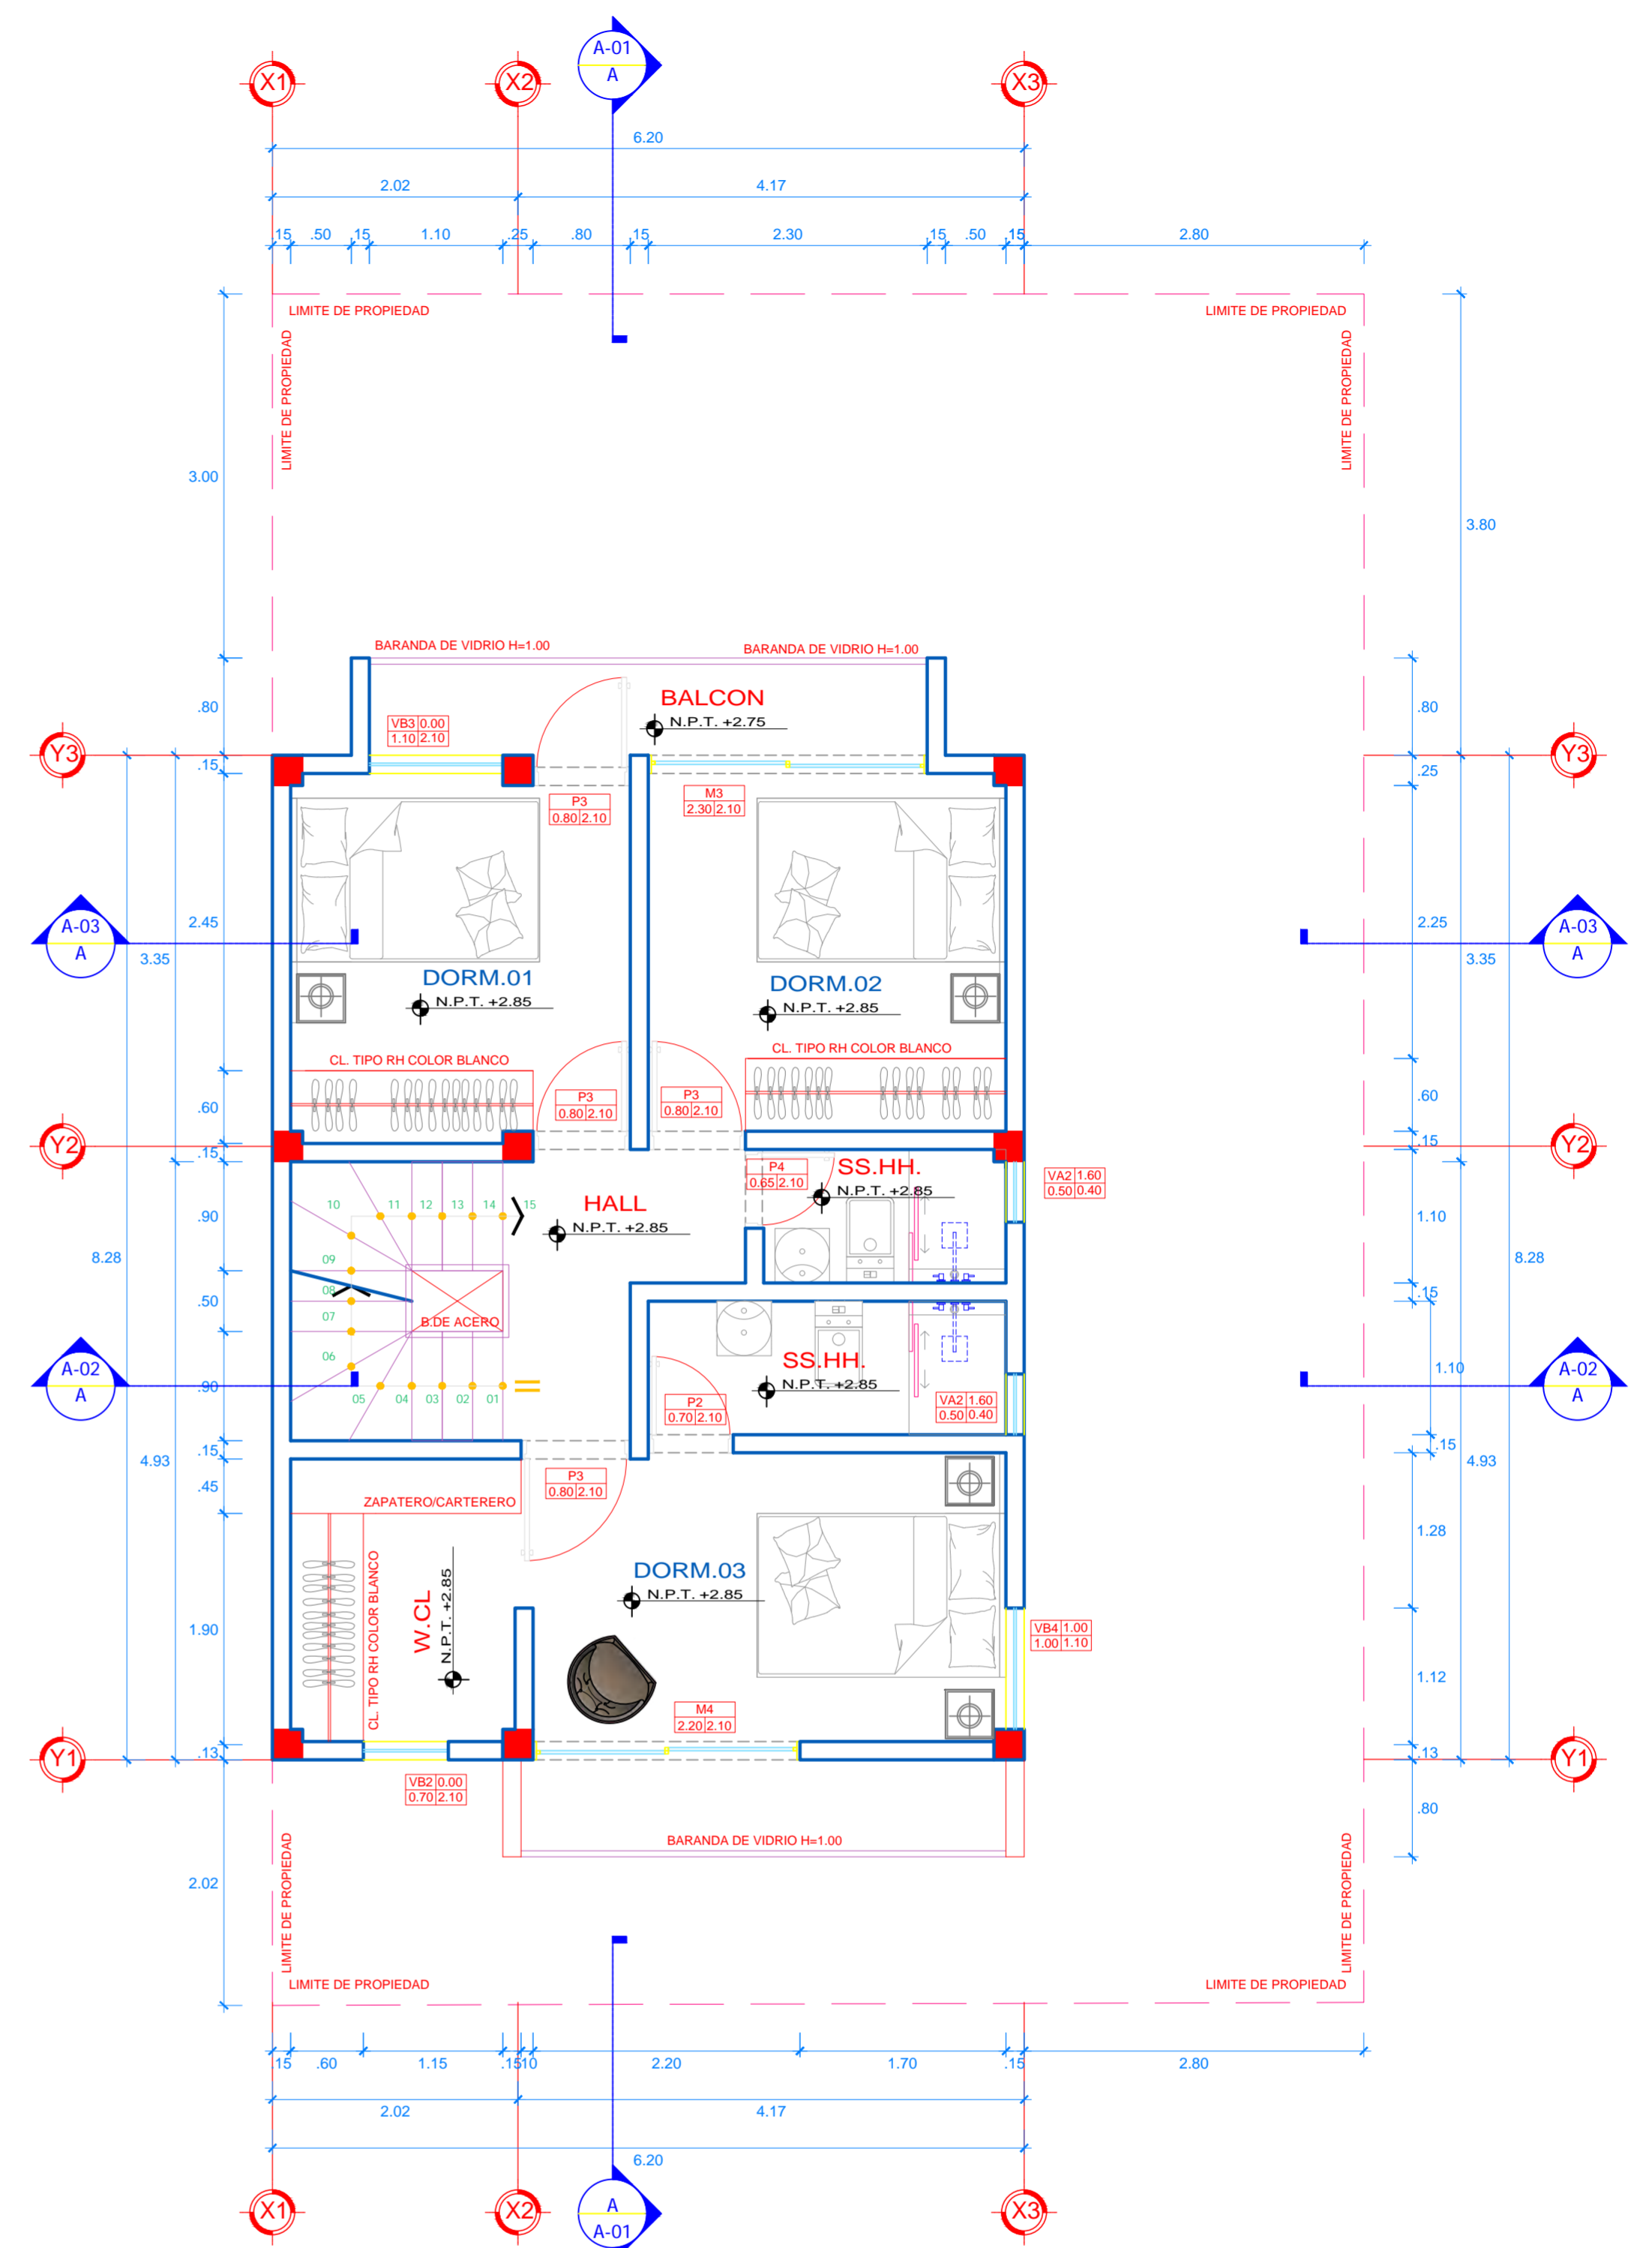 A-01
A
X1
X2
X3
6.20
2.02
4.17
.15
.50
.15
1.10
.25
.80
.15
2.30
.15
.50
.15
2.80
LIMITE DE PROPIEDAD
LIMITE DE PROPIEDAD
LIMITE DE PROPIEDAD
LIMITE DE PROPIEDAD
3.00
3.80
BARANDA DE VIDRIO H=1.00
BARANDA DE VIDRIO H=1.00
BALCON
N.P.T. +2.75
.80
.80
VB3 0.00
1.10 2.10
Y3
Y3
.15
.25
P3
0.80 2.10
M3
2.30 2.10
A-03
A
A-03
A
2.45
3.35
2.25
3.35
DORM.01
N.P.T. +2.85
DORM.02
N.P.T. +2.85
CL. TIPO RH COLOR BLANCO
CL. TIPO RH COLOR BLANCO
P3
0.80 2.10
P3
0.80 2.10
.60
.60
Y2
Y2
.15
.15
P4
0.65 2.10
SS.HH.
N.P.T. +2.85
VA2 1.60
0.50 0.40
HALL
N.P.T. +2.85
10
11
12
13
14
15
.90
1.10
09
08
07
06
8.28
8.28
.50
.15
B.DE ACERO
SS.HH.
N.P.T. +2.85
A-02
A
A-02
A
.90
1.10
05
04
03
02
01
P2
0.70 2.10
VA2 1.60
0.50 0.40
.15
.15
4.93
4.93
.45
P3
0.80 2.10
ZAPATERO/CARTERERO
1.28
DORM.03
N.P.T. +2.85
CL. TIPO RH COLOR BLANCO
W.CL
N.P.T. +2.85
1.90
VB4 1.00
1.00 1.10
1.12
M4
2.20 2.10
Y1
Y1
.13
.13
VB2 0.00
0.70 2.10
.80
BARANDA DE VIDRIO H=1.00
2.02
LIMITE DE PROPIEDAD
LIMITE DE PROPIEDAD
LIMITE DE PROPIEDAD
LIMITE DE PROPIEDAD
.15
.60
1.15
.15
.10
2.20
1.70
.15
2.80
2.02
4.17
6.20
X1
X2
X3
A
A-01